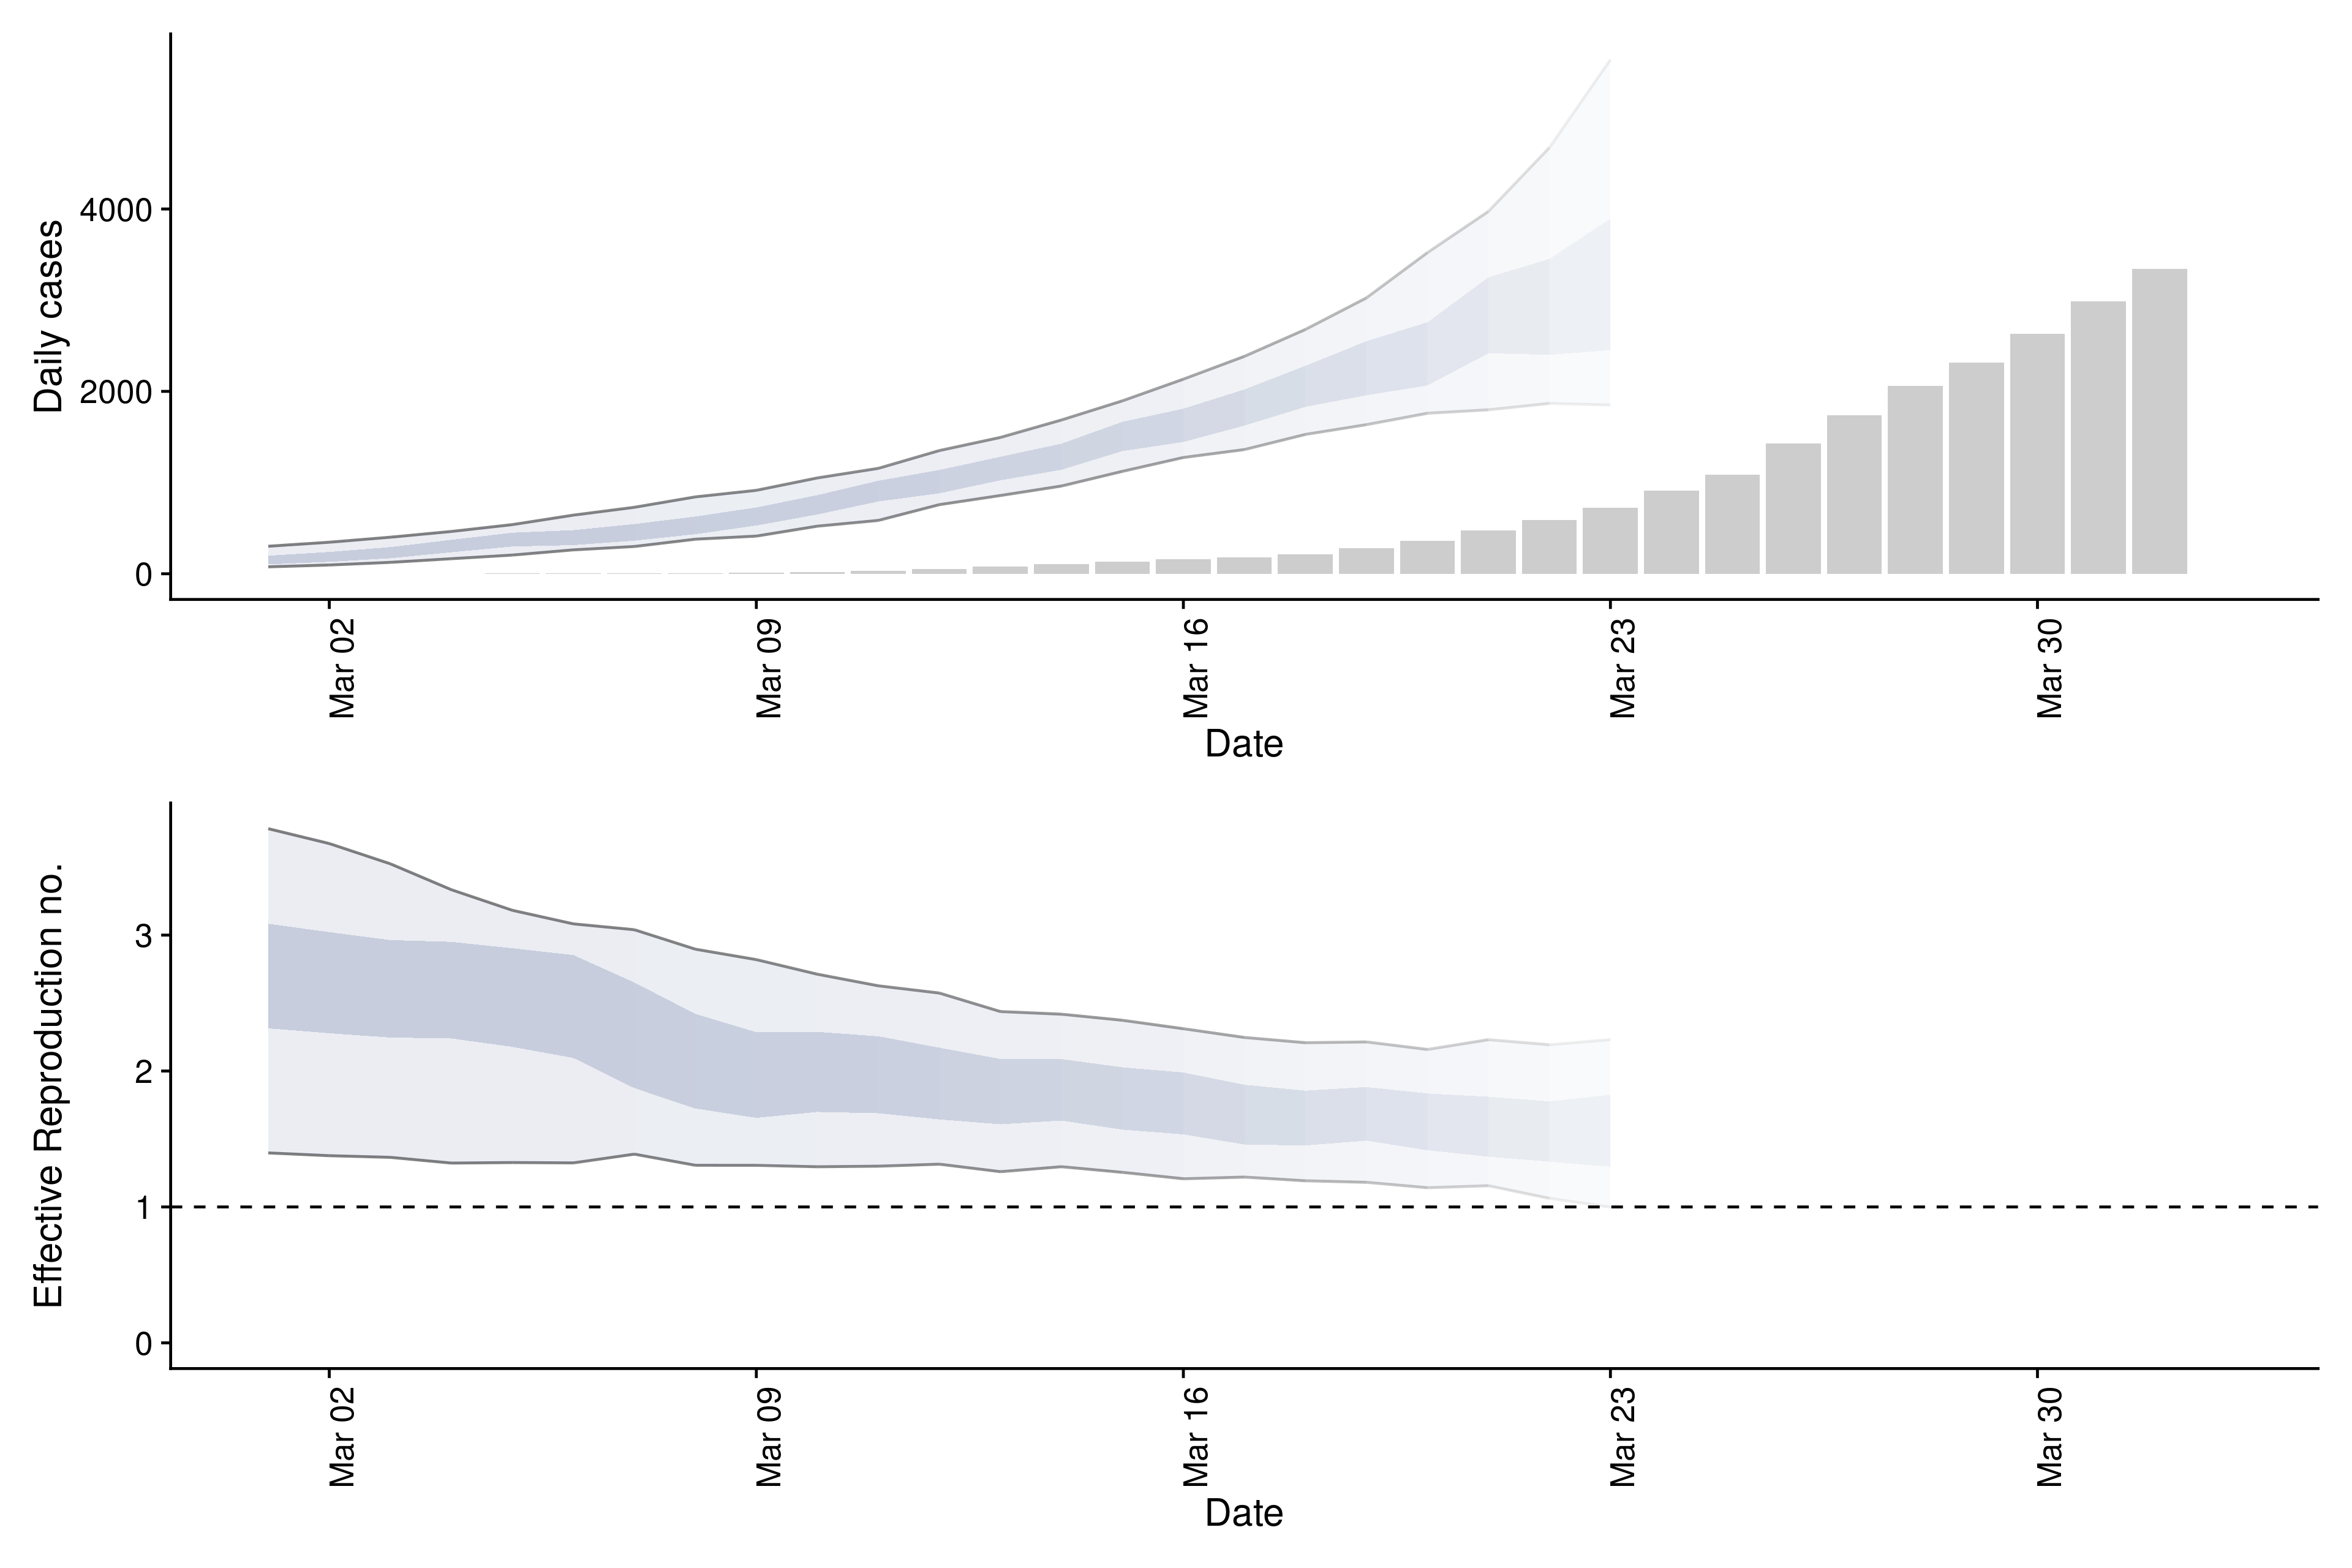 Daily cases
4000
2000
0
Mar 02
Mar 09
Mar 16
Mar 23
Mar 30
Date
Effective Reproduction no.
3
2
1
0
Mar 02
Mar 09
Mar 16
Mar 23
Mar 30
Date